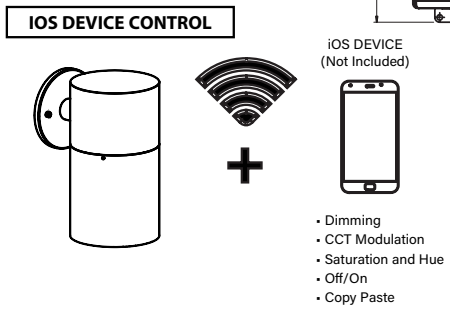 IOS DEVICE CONTROL
iOS DEVICE
(Not Included)
▪ Dimming
▪ CCT Modulation
▪ Saturation and Hue
▪ Off/On
▪ Copy Paste